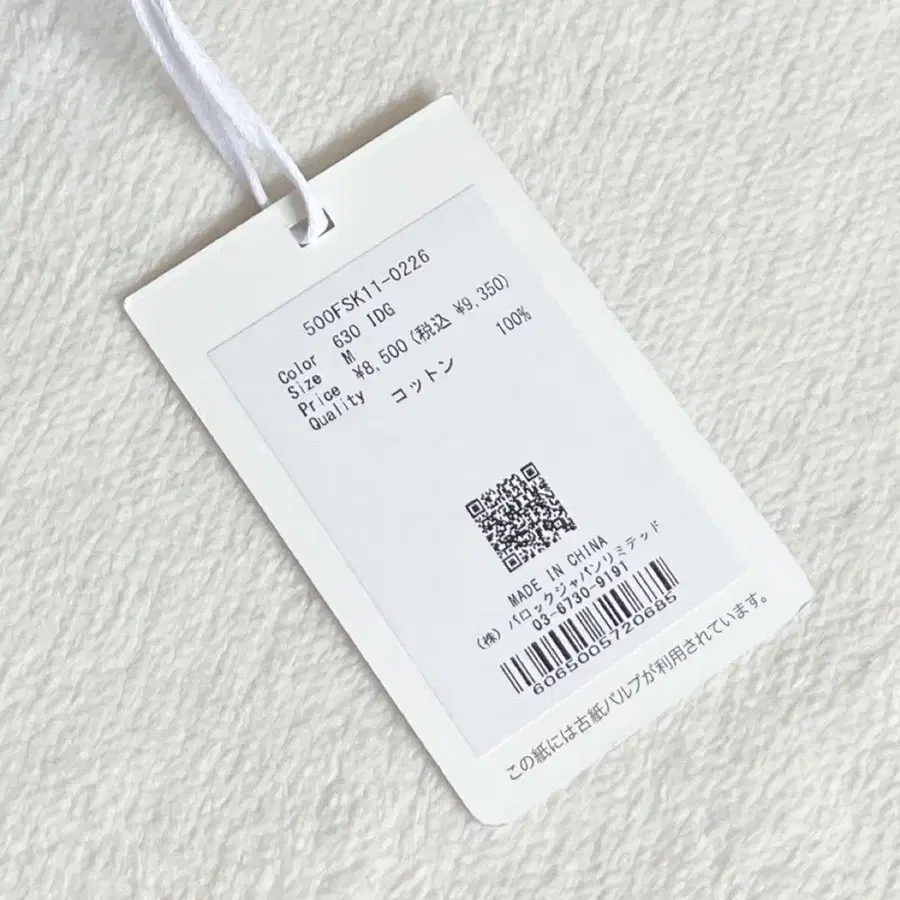 500FSK11-0226
Color 630 IDG
Size M
Price ¥8,500(税込 ¥9,350)
Quality コットン 100%
MADE IN CHINA
(株) バロックジャパンリミテッド
03-6730-9191
6065005720685
この紙には古紙パルプが利用されています。